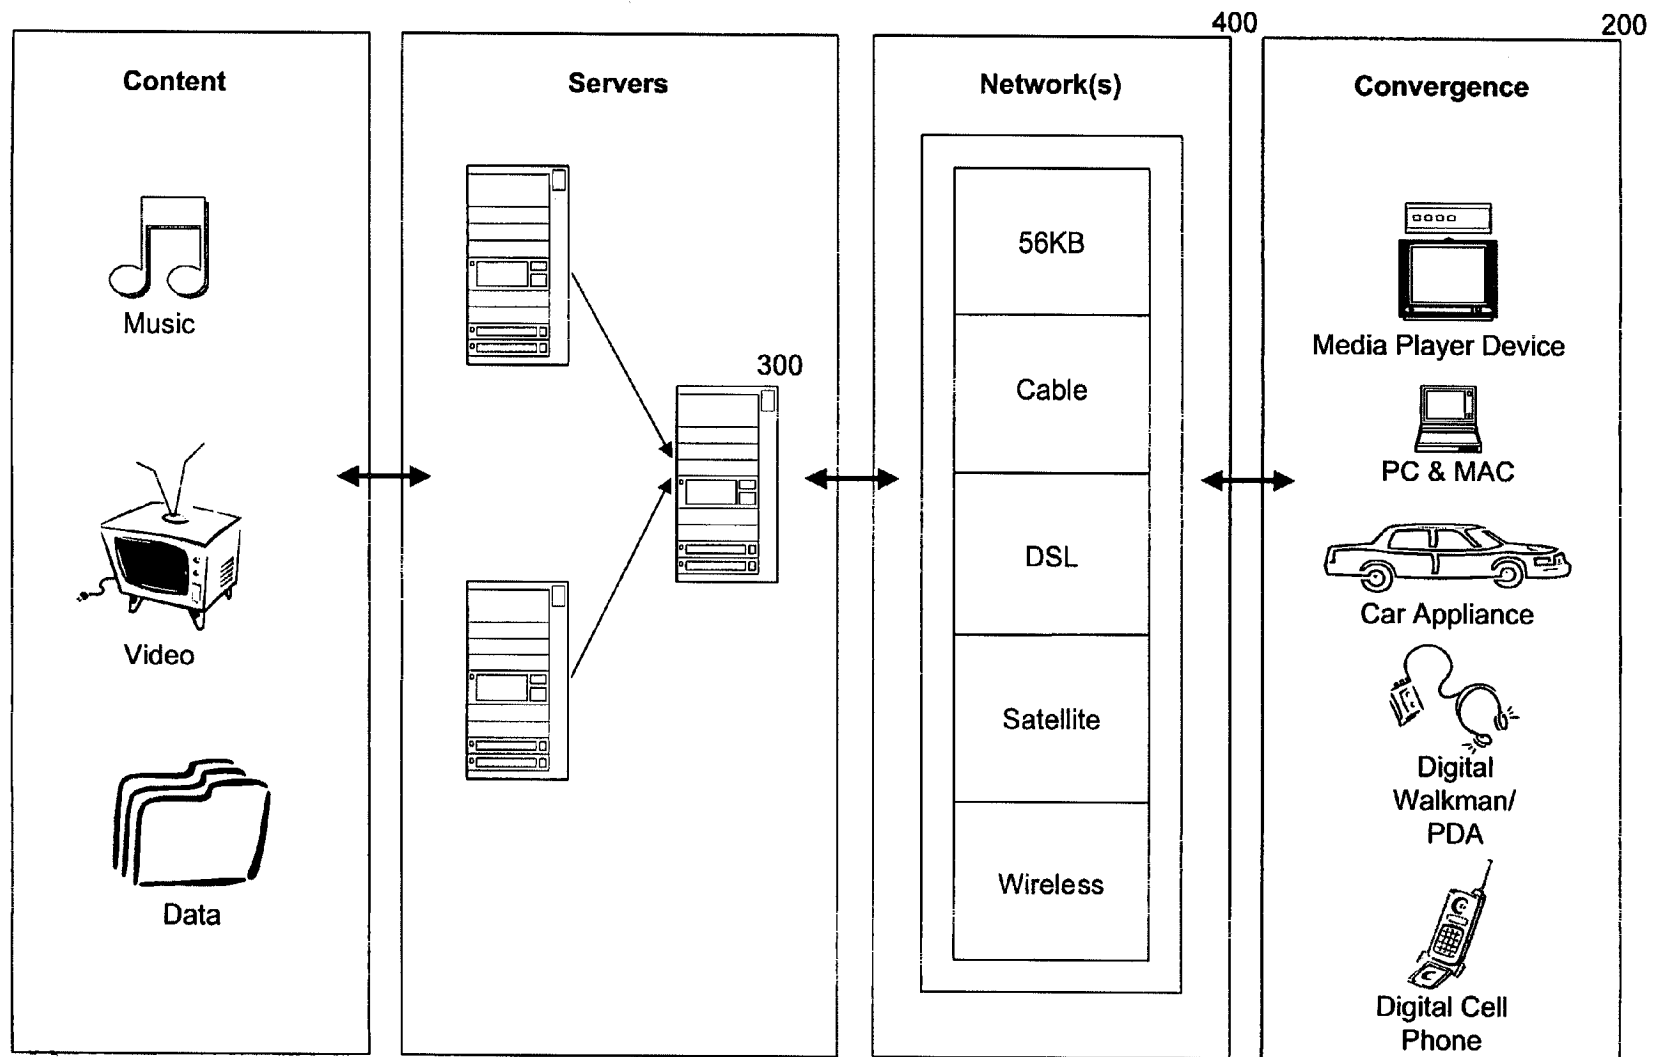 400
200
Content
Servers
Network(s)
Convergence
Music
Video
Data
300
56KB
Cable
DSL
Satellite
Wireless
Media Player Device
PC & MAC
Car Appliance
Digital
Walkman/
PDA
Digital Cell
Phone